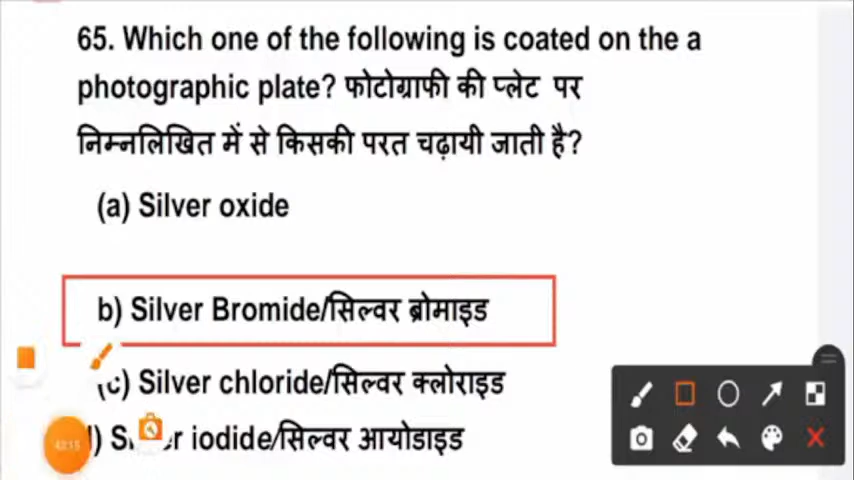 65. Which one of the following is coated on the a
photographic plate? फोटोग्राफी की प्लेट पर
निम्नलिखित में से किसकी परत चढ़ायी जाती है?
(a) Silver oxide
b) Silver Bromide/सिल्वर ब्रोमाइड
(c) Silver chloride/सिल्वर क्लोराइड
iodide/सिल्वर आयोडाइड